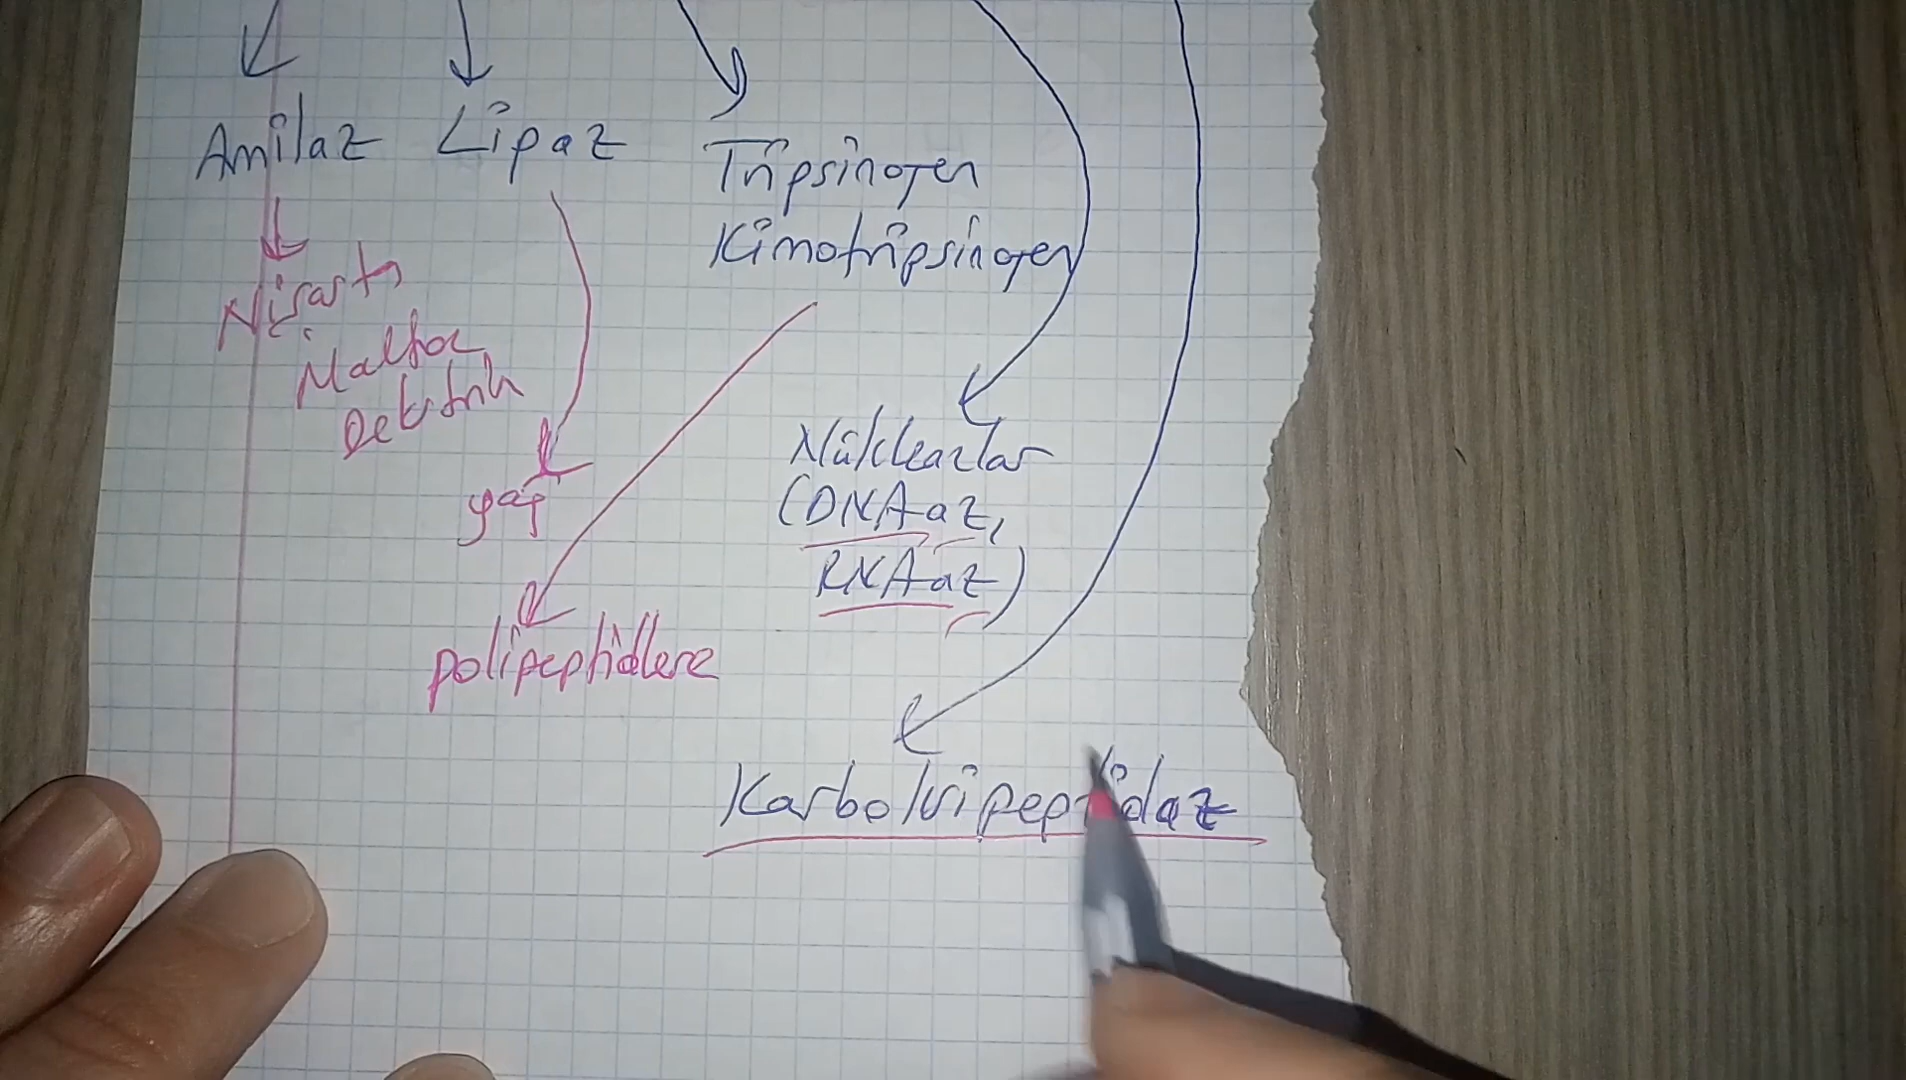 Amilaz Lipaz
Tripsinojen
Kimotripsinojen
Nişasta
Maltoz
Dekstrin
yağ
Nükleazlar
(DNAaz,
RNAaz)
polipeptidlere
Karboksipeptidaz